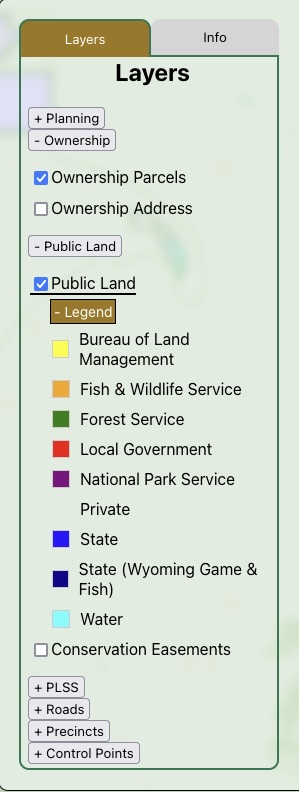 Layers
Info
Layers
+ Planning
- Ownership
Ownership Parcels
Ownership Address
- Public Land
Public Land
- Legend
Bureau of Land
Management
Fish & Wildlife Service
Forest Service
Local Government
National Park Service
Private
State
State (Wyoming Game &
Fish)
Water
Conservation Easements
+ PLSS
+ Roads
+ Precincts
+ Control Points